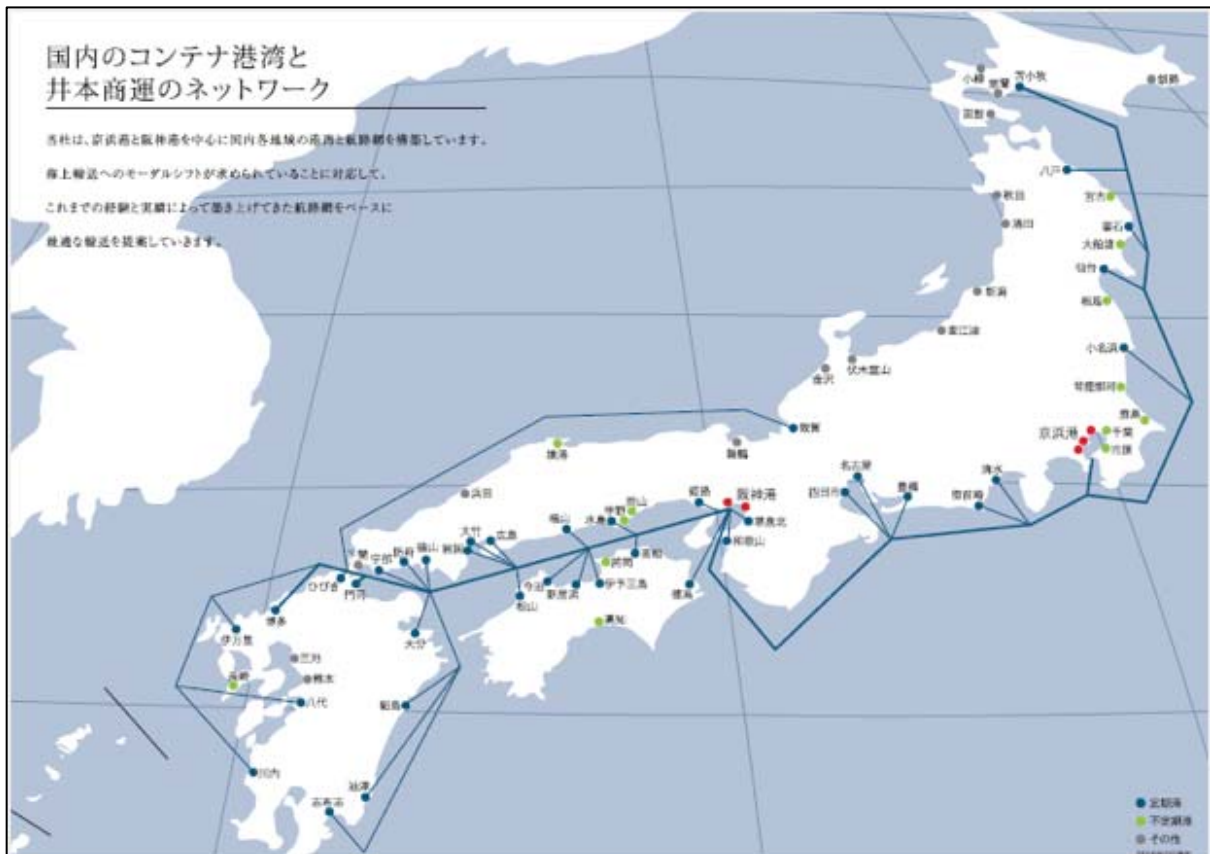 国内のコンテナ港湾と
井本商運のネットワーク
当社は、京浜港と阪神港を中心に国内各地域の港湾と航路網を構築しています。
海上輸送へのモーダルシフトが求められていることに対応して、
これまでの経験と実績によって築き上げてきた航路網をベースに
最適な輸送を提案していきます。
小樽
室蘭
苫小牧
釧路
函館
八戸
秋田
宮古
酒田
釜石
大船渡
仙台
新潟
相馬
直江津
小名浜
伏木富山
金沢
常陸那珂
鹿島
敦賀
京浜港
千葉
市原
境港
舞鶴
名古屋
清水
四日市
豊橋
御前崎
浜田
姫路
阪神港
岡山
水島
福山
堺泉北
大竹
広島
和歌山
高松
岩国
徳山
防府
宇部
ひびき
門司
今治
新居浜
伊予三島
徳島
松山
博多
高知
伊万里
大分
三池
長崎
熊本
八代
細島
川内
油津
志布志
定期港
不定期港
その他